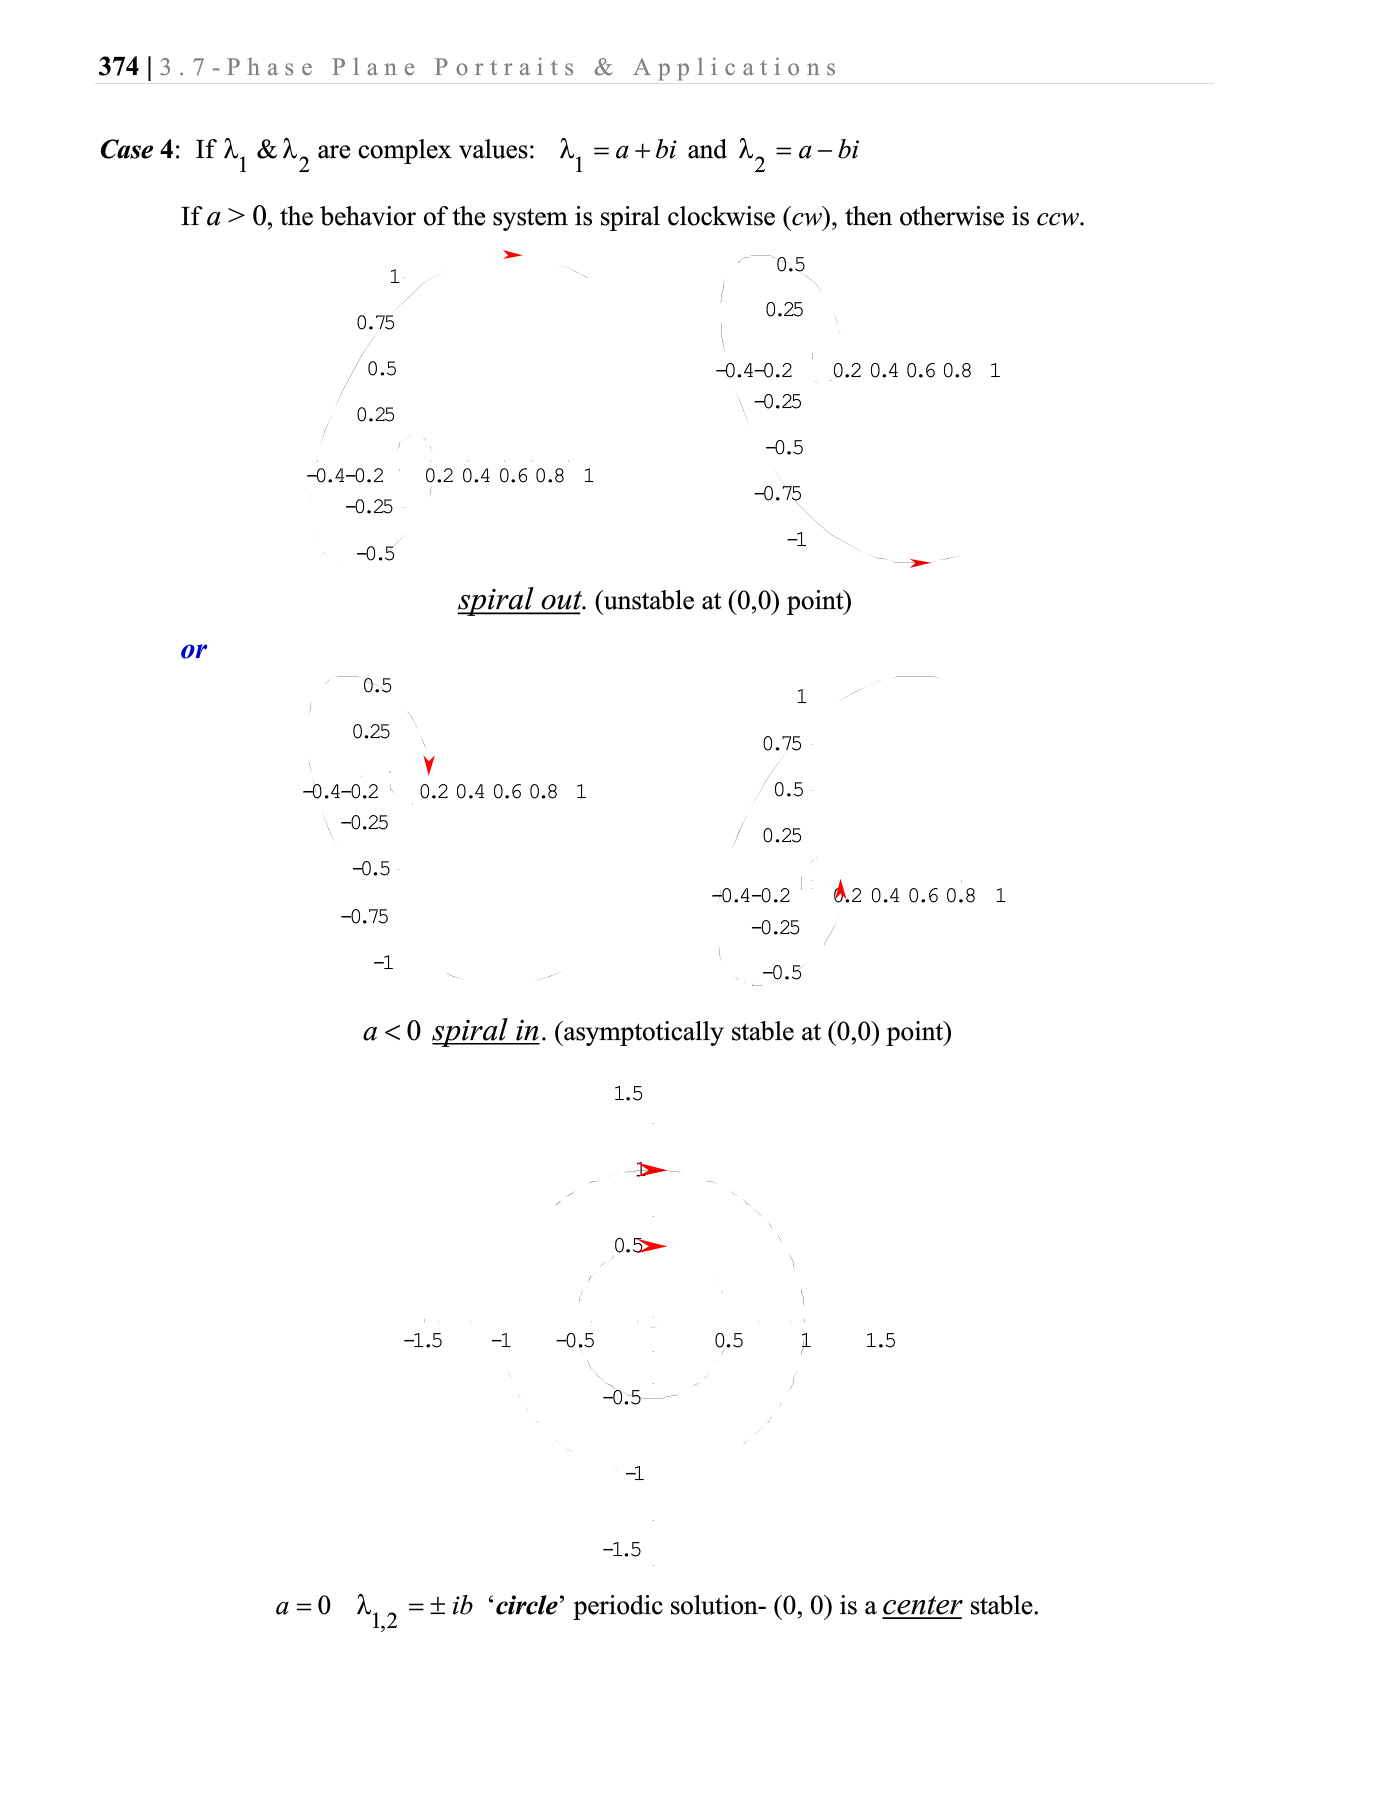 374 | 3.7-Phase Plane Portraits & Applications
Case 4: If λ1 & λ2 are complex values: λ1 = a + bi and λ2 = a − bi
If a > 0, the behavior of the system is spiral clockwise (cw), then otherwise is ccw.
1
0.75
0.5
0.25
−0.4 −0.2 0.2 0.4 0.6 0.8 1
−0.25
−0.5
0.5
0.25
−0.4 −0.2 0.2 0.4 0.6 0.8 1
−0.25
−0.5
−0.75
−1
spiral out. (unstable at (0,0) point)
or
0.5
0.25
−0.4 −0.2 0.2 0.4 0.6 0.8 1
−0.25
−0.5
−0.75
−1
1
0.75
0.5
0.25
−0.4 −0.2 0.2 0.4 0.6 0.8 1
−0.25
−0.5
a < 0 spiral in. (asymptotically stable at (0,0) point)
1.5
1
0.5
−1.5 −1 −0.5 0.5 1 1.5
−0.5
−1
−1.5
a = 0 λ1,2 = ± ib ‘circle’ periodic solution- (0, 0) is a center stable.